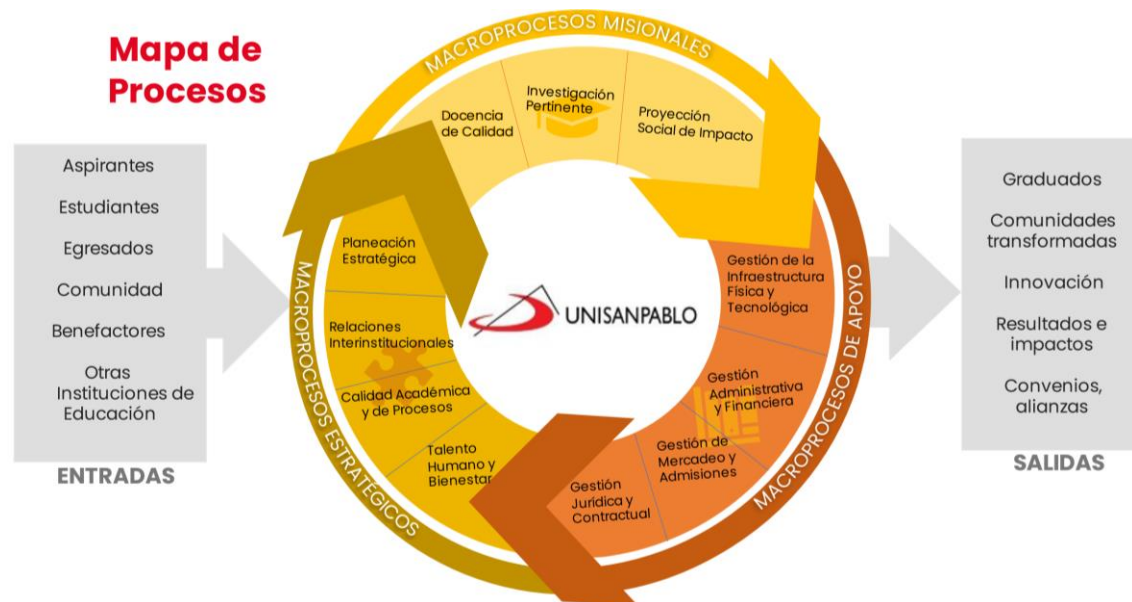 Mapa de
Procesos
Aspirantes
Estudiantes
Egresados
Comunidad
Benefactores
Otras
Instituciones de
Educación
ENTRADAS
MACROPROCESOS MISIONALES
Docencia
de Calidad
Investigación
Pertinente
Proyección
Social de Impacto
MACROPROCESOS ESTRATÉGICOS
Planeación
Estratégica
Relaciones
Interinstitucionales
Calidad Académica
y de Procesos
Talento
Humano y
Bienestar
UNISANPABLO
MACROPROCESOS DE APOYO
Gestión de la
Infraestructura
Física y
Tecnológica
Gestión
Administrativa
y Financiera
Gestión de
Mercadeo y
Admisiones
Gestión
Jurídica y
Contractual
Graduados
Comunidades
transformadas
Innovación
Resultados e
impactos
Convenios,
alianzas
SALIDAS